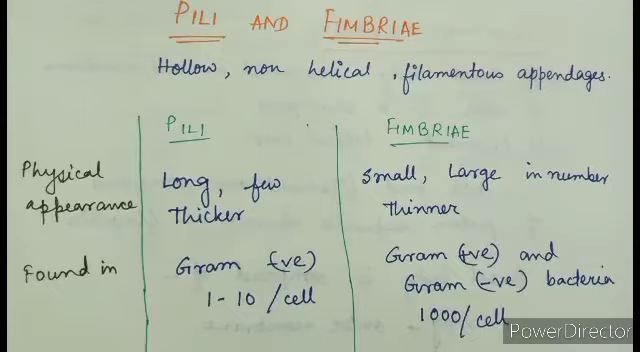 PILI AND FIMBRIAE
Hollow, non helical, filamentous appendages.
PILI
FIMBRIAE
Physical appearance
Long, few
Thicker
Small, Large in number
Thinner
Found in
Gram (-ve)
1-10 /cell
Gram (+ve) and
Gram (-ve) bacteria
1000/cell
PowerDirector